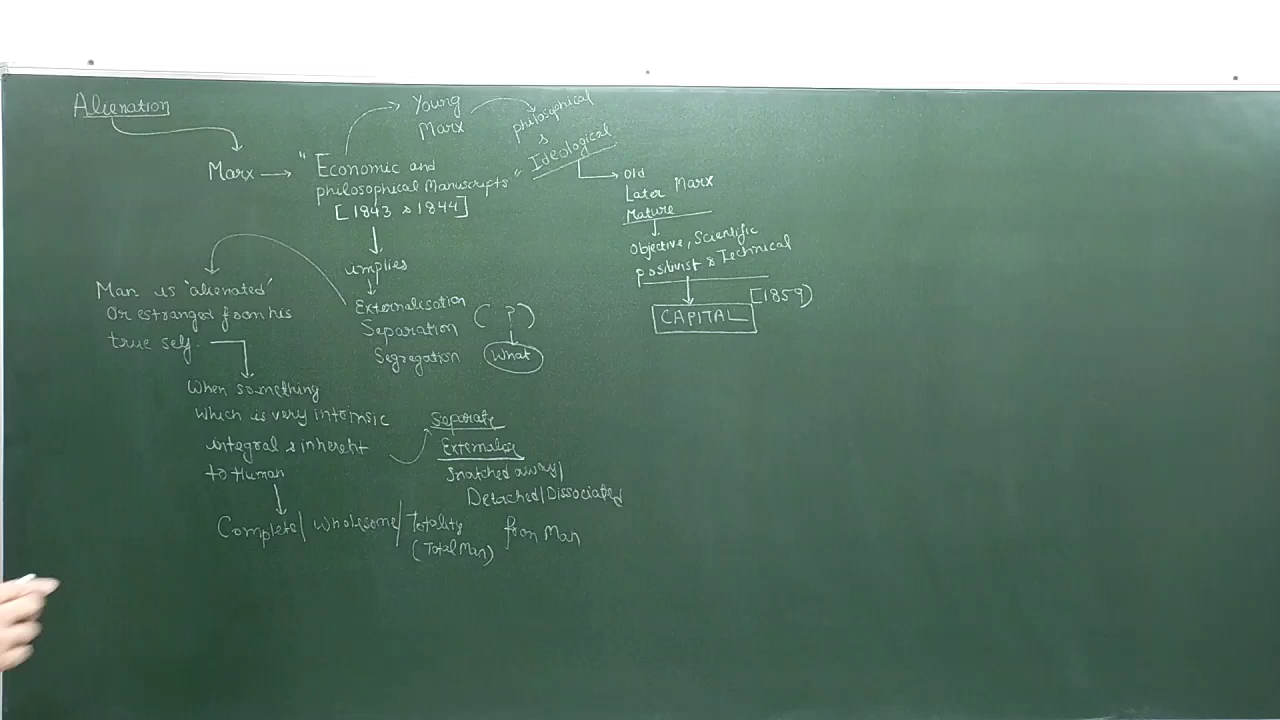 Alienation
Young
Marx
philosophical
&
Ideological
Marx → "Economic and
philosophical Manuscripts"
[1843 & 1844]
old
Later Marx
Mature
Objective, Scientific
positivist & Technical
CAPITAL [1859)
implies
Externalisation
Separation ( ? )
Segregation What
Man is 'alienated'
Or estranged from his
true self.
When something
Which is very intrinsic
integral & inherent
to Human
Complete/ Wholesome/ Totality
(Total Man)
Separate
Externalise
Snatched away/
Detached/Dissociated
from Man